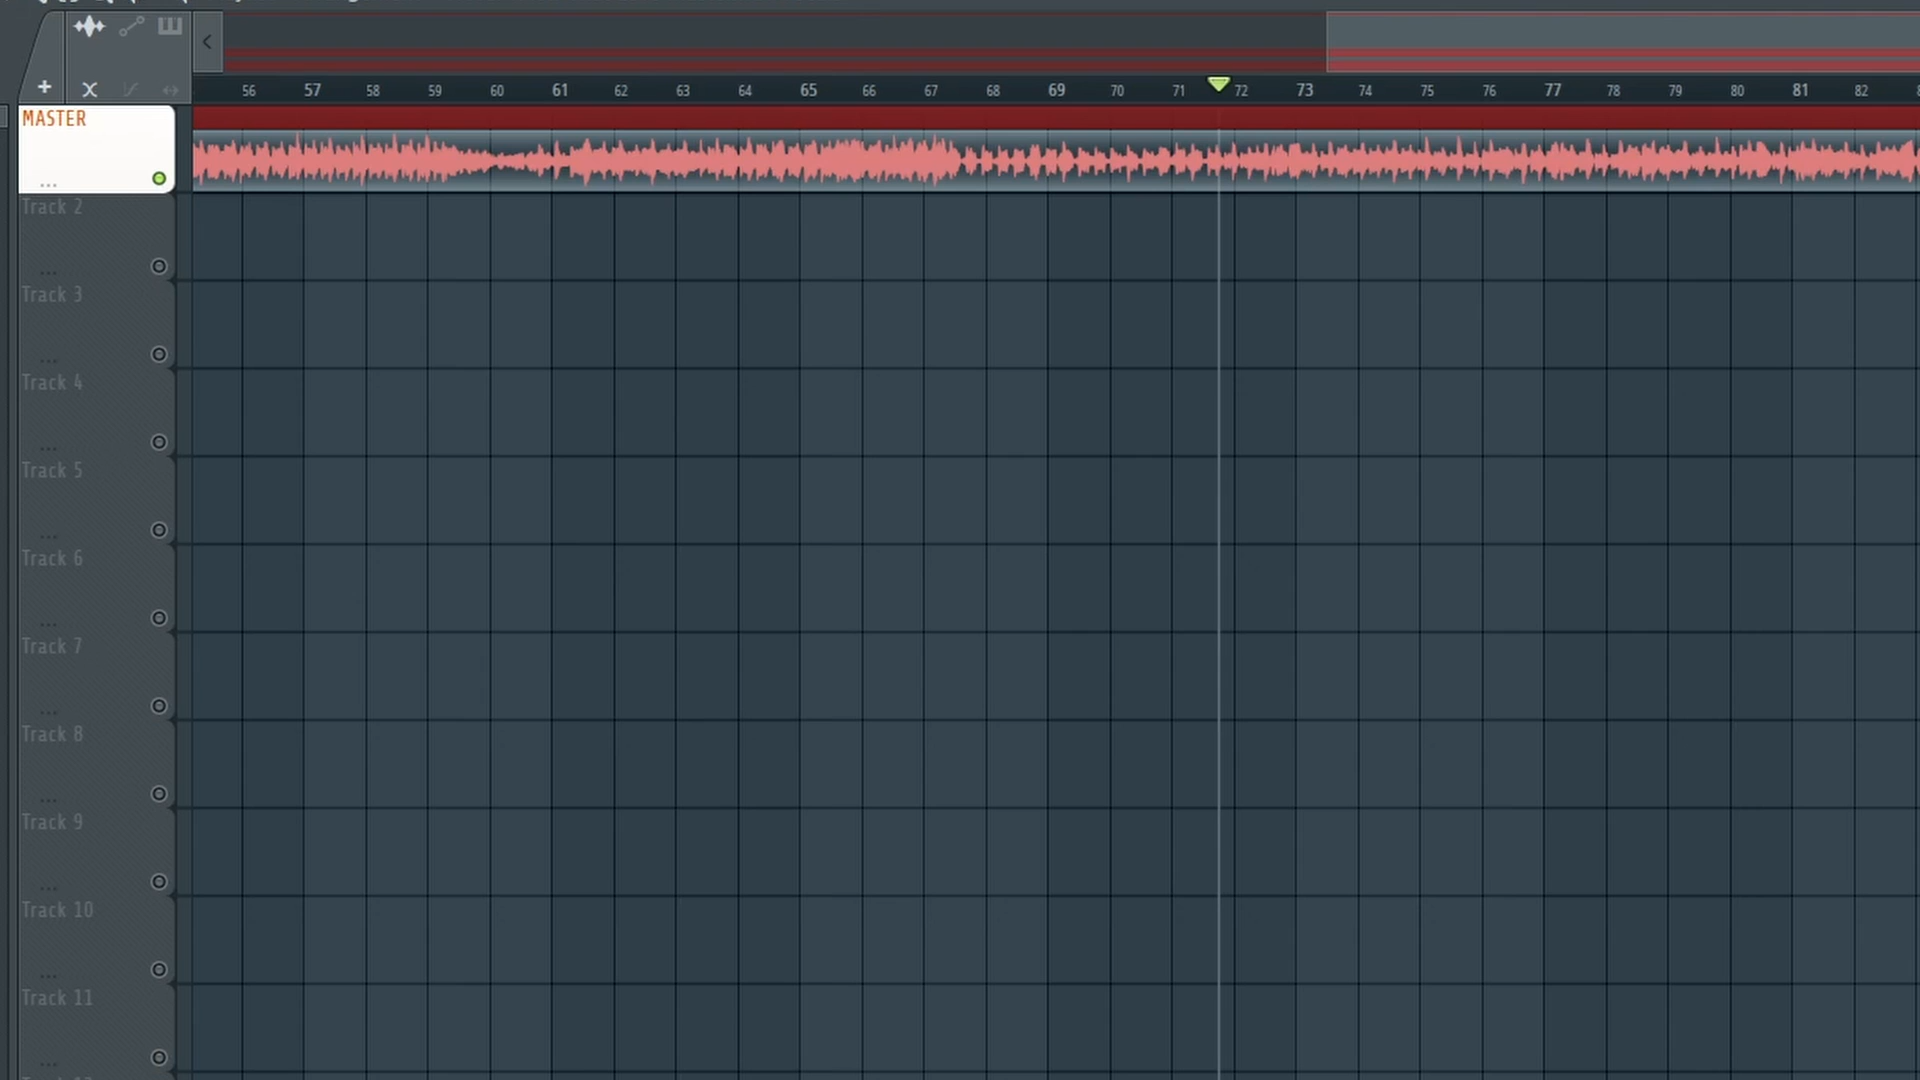 56 57 58 59 60 61 62 63 64 65 66 67 68 69 70 71 72 73 74 75 76 77 78 79 80 81 82
MASTER
...
Track 2
...
Track 3
...
Track 4
...
Track 5
...
Track 6
...
Track 7
...
Track 8
...
Track 9
...
Track 10
...
Track 11
...